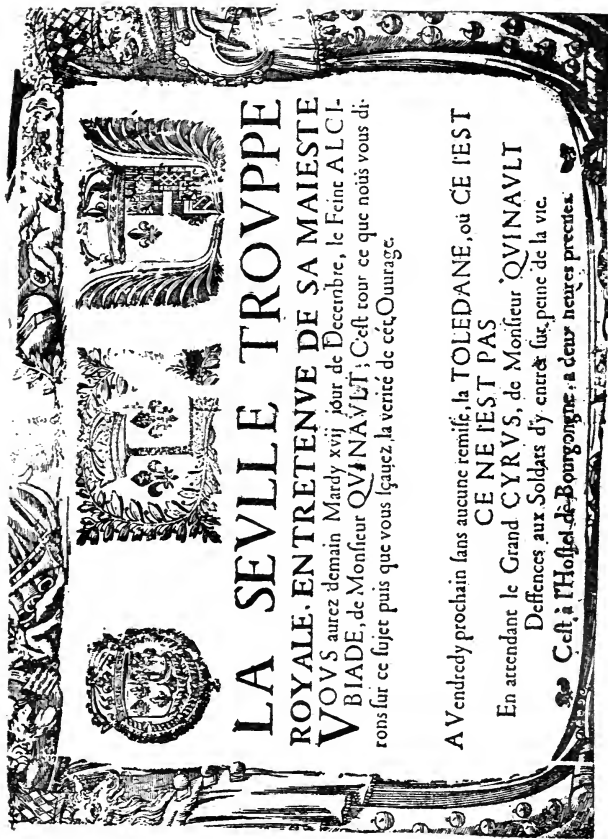 LA SEVLLE TROVPPE
ROYALE, ENTRETENVE DE SA MAIESTE
VOVS aurez demain Mardy xvij jour de Decembre, le Feint ALCI-
BIADE, de Monſieur QVINAVLT; C'eſt tout ce que nous vous di-
rons ſur ce ſujet puis que vous ſçauez la verité de cét Ouurage.
AVendredy prochain ſans aucune remiſe, la TOLEDANE, où CE l'EST
CE NE l'EST PAS
En attendant le Grand CYRVS, de Monſieur QVINAVLT
Deffences aux Soldats d'y entrer ſur peine de la vie.
C'eſt à l'Hoſtel de Bourgongne, a deux heures preciſes.